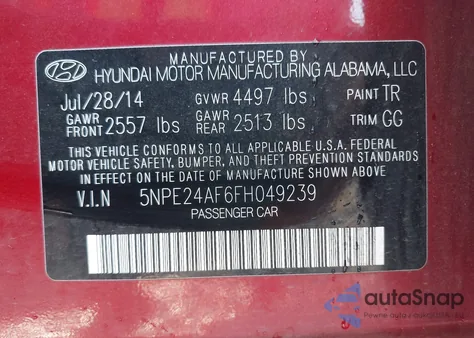 MANUFACTURED BY
HYUNDAI MOTOR MANUFACTURING ALABAMA, LLC
Jul/28/14 GVWR 4497 lbs PAINT TR
GAWR FRONT 2557 lbs GAWR REAR 2513 lbs TRIM GG
THIS VEHICLE CONFORMS TO ALL APPLICABLE U.S.A. FEDERAL
MOTOR VEHICLE SAFETY, BUMPER, AND THEFT PREVENTION STANDARDS
IN EFFECT ON THE DATE OF MANUFACTURE SHOWN ABOVE
V.I.N 5NPE24AF6FH049239
PASSENGER CAR
autoSnap